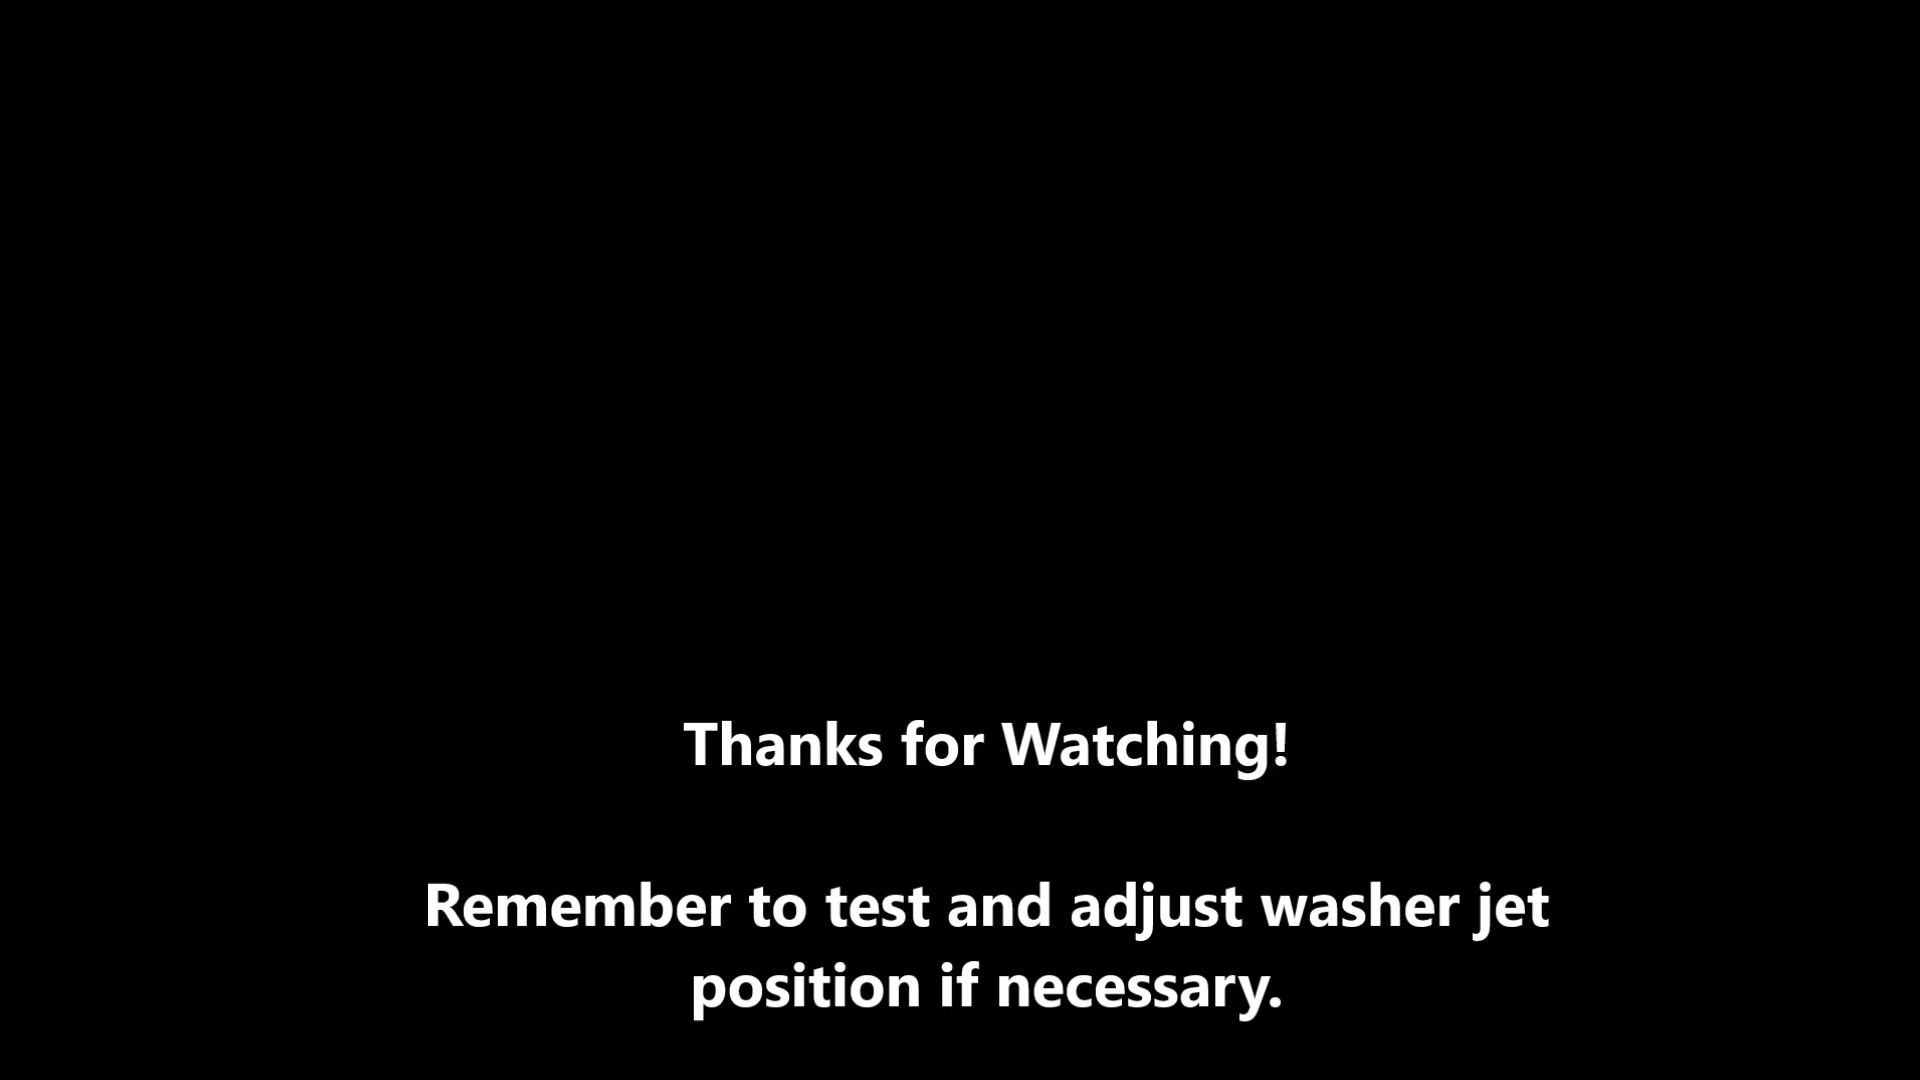 Thanks for Watching!
Remember to test and adjust washer jet
position if necessary.